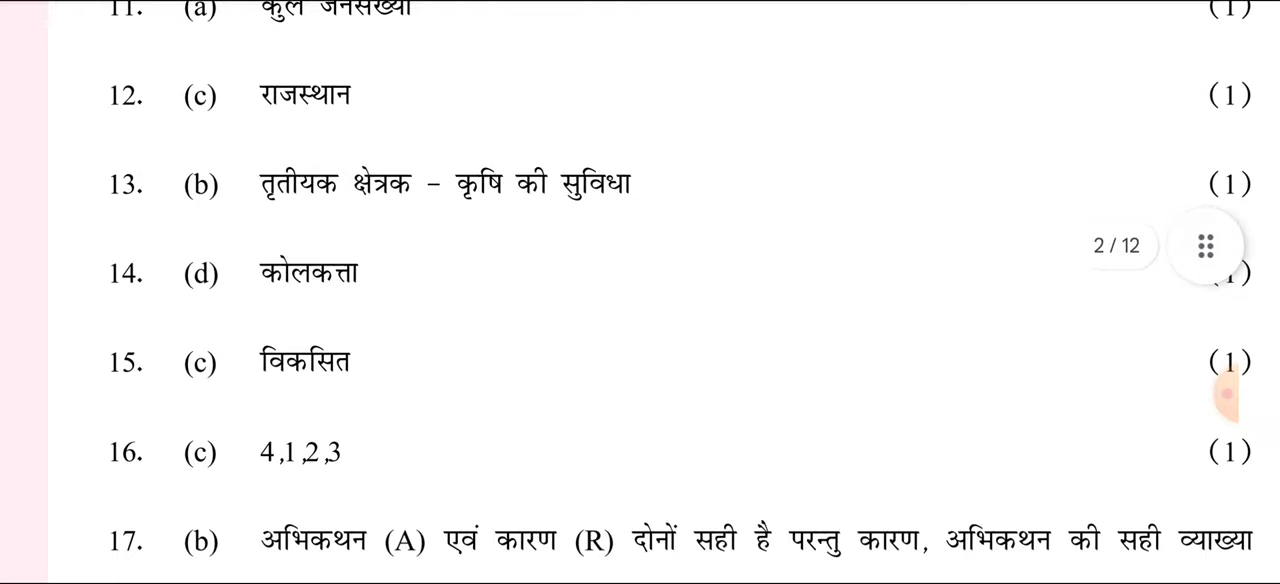 11. (a) कुल जनसंख्या (1)
12. (c) राजस्थान (1)
13. (b) तृतीयक क्षेत्रक – कृषि की सुविधा (1)
2 / 12
14. (d) कोलकत्ता (1)
15. (c) विकसित (1)
16. (c) 4,1,2,3 (1)
17. (b) अभिकथन (A) एवं कारण (R) दोनों सही है परन्तु कारण, अभिकथन की सही व्याख्या